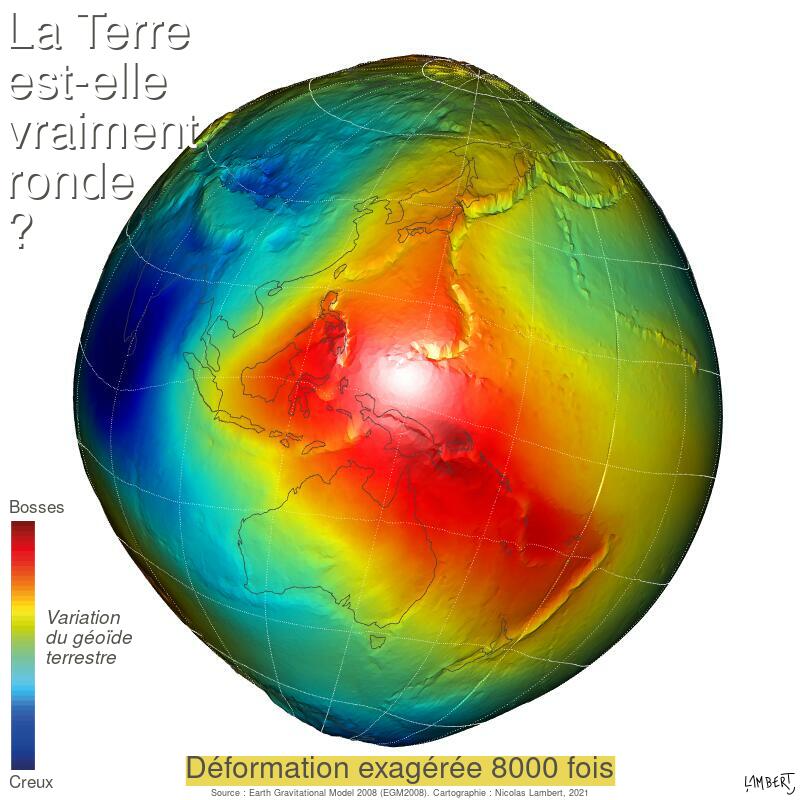 La Terre
est-elle
vraiment
ronde
?
Bosses
Variation
du géoïde
terrestre
Creux
Déformation exagérée 8000 fois
Source : Earth Gravitational Model 2008 (EGM2008). Cartographie : Nicolas Lambert, 2021
LAMBERT